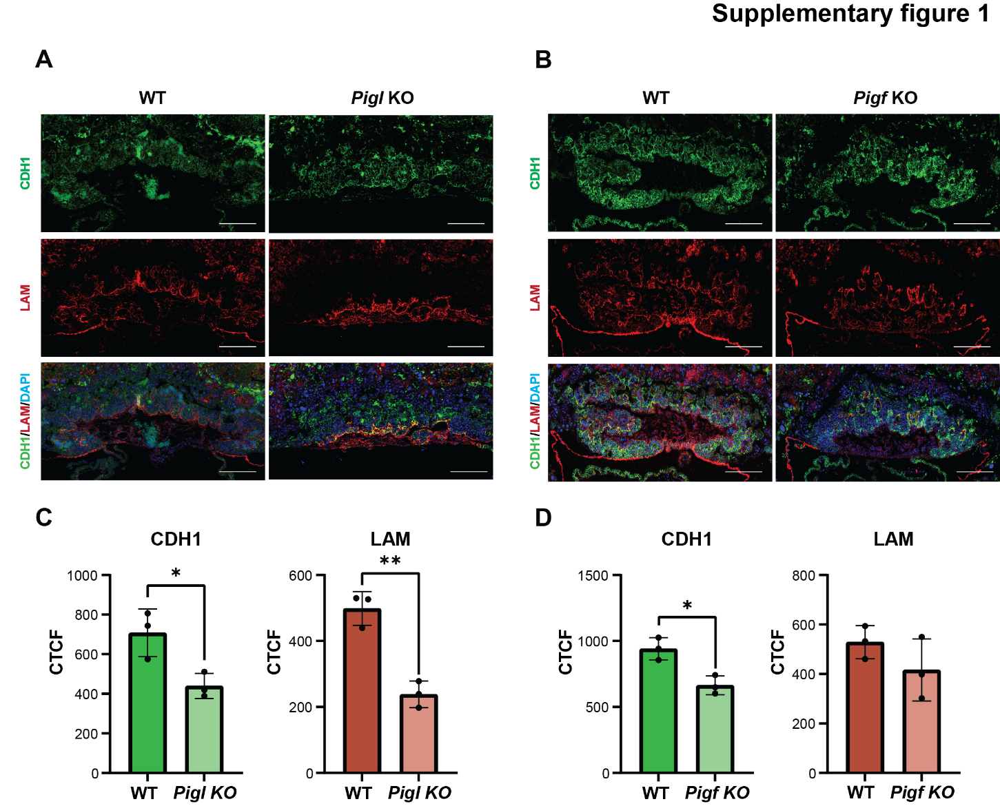 Supplementary figure 1
A
B
WT
Pigl KO
WT
Pigf KO
CDH1
CDH1
LAM
LAM
CDH1/LAM/DAPI
CDH1/LAM/DAPI
C
D
CDH1
LAM
CDH1
LAM
1000
800
600
400
200
0
CTCF
*
WT
Pigl KO
600
400
200
0
CTCF
**
WT
Pigl KO
1500
1000
500
0
CTCF
*
WT
Pigf KO
800
600
400
200
0
CTCF
WT
Pigf KO